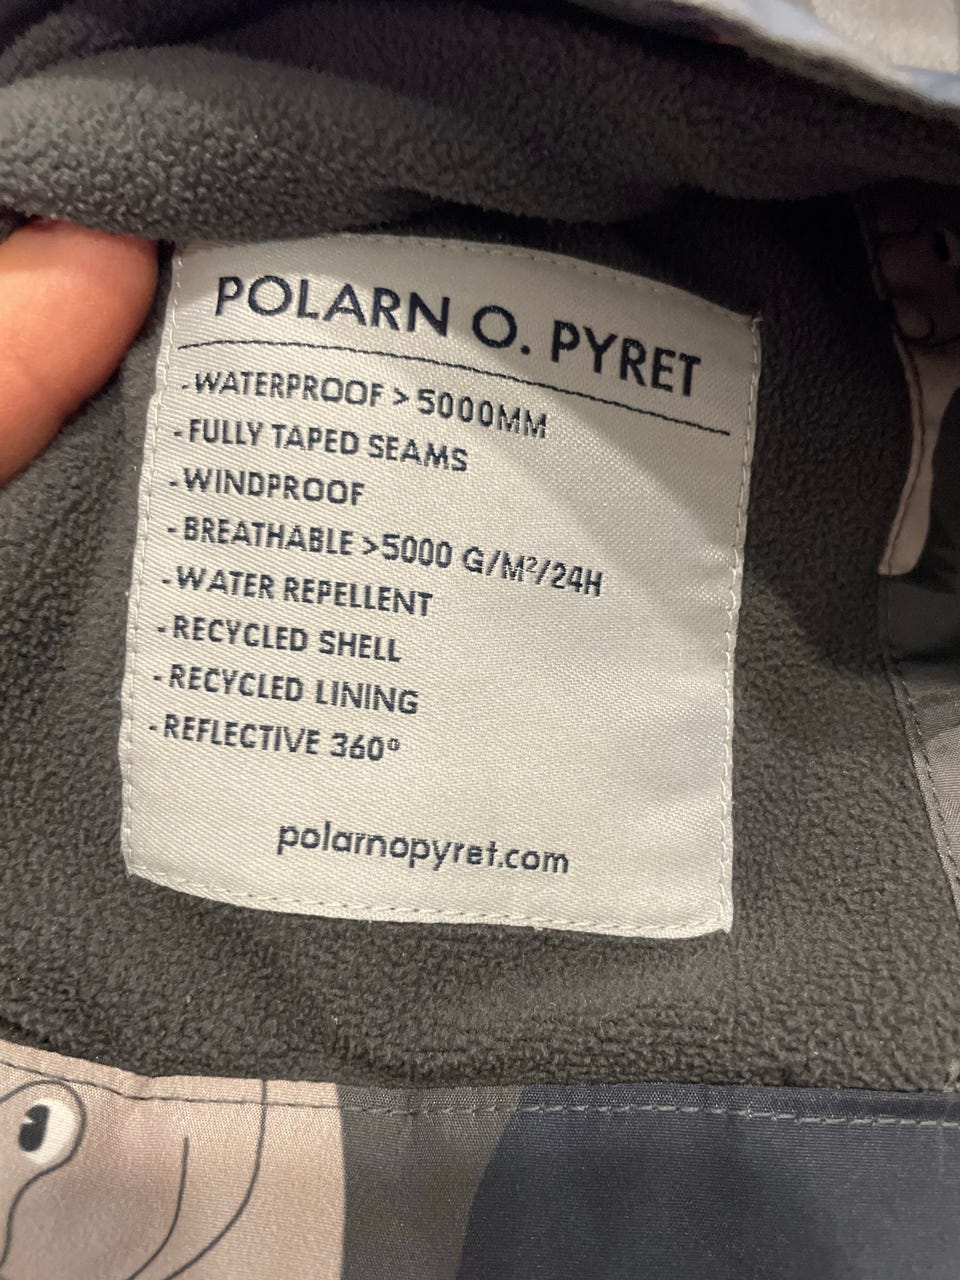 POLARN O. PYRET
- WATERPROOF > 5000MM
- FULLY TAPED SEAMS
- WINDPROOF
- BREATHABLE >5000 G/M²/24H
- WATER REPELLENT
- RECYCLED SHELL
- RECYCLED LINING
- REFLECTIVE 360°
polarnopyret.com